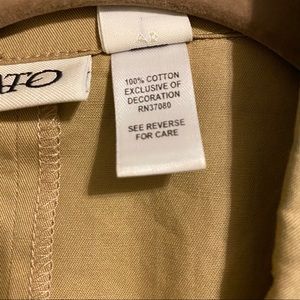 100% COTTON
EXCLUSIVE OF
DECORATION
RN37080
SEE REVERSE
FOR CARE